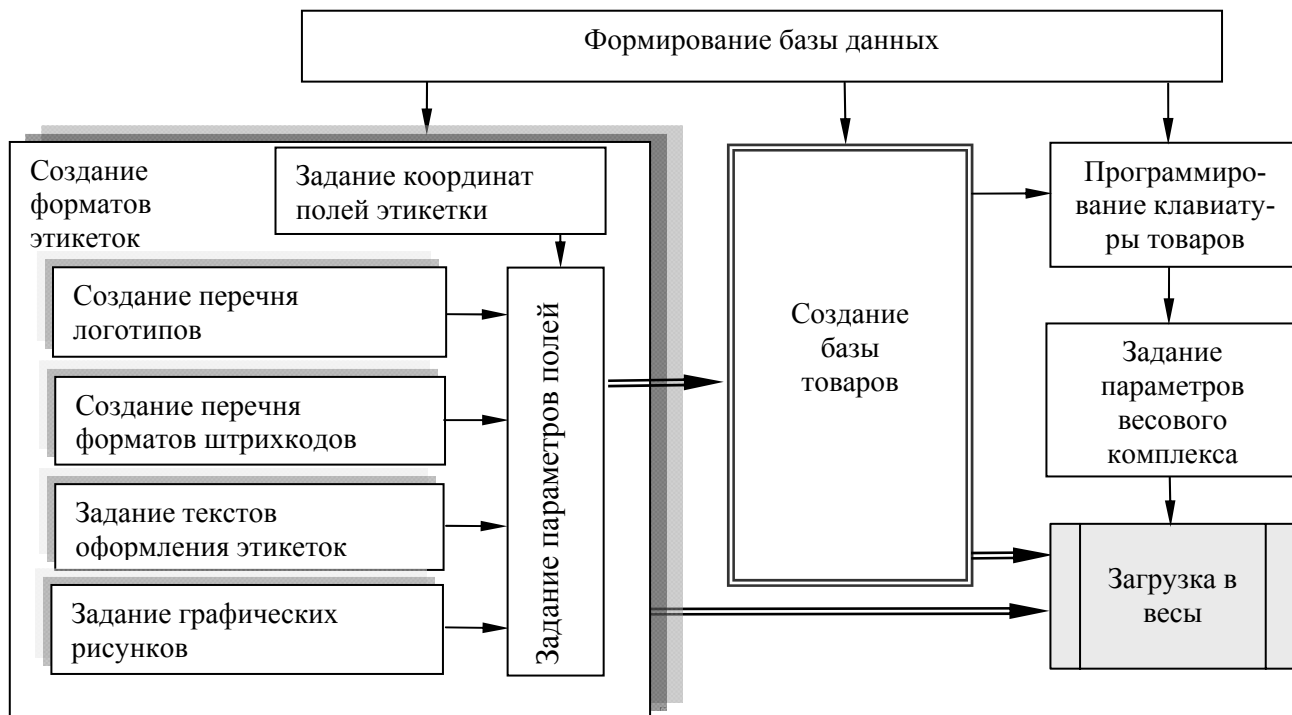 Формирование базы данных
Создание
форматов
этикеток
Задание координат
полей этикетки
Создание перечня
логотипов
Создание перечня
форматов штрихкодов
Задание текстов
оформления этикеток
Задание графических
рисунков
Задание параметров полей
Создание
базы
товаров
Программиро-
вание клавиату-
ры товаров
Задание
параметров
весового
комплекса
Загрузка в
весы